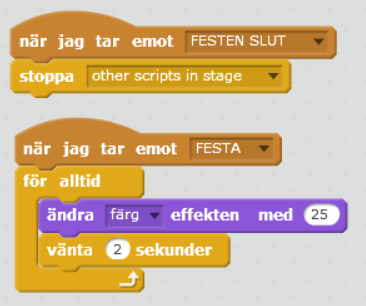 när jag tar emot FESTEN SLUT
stoppa other scripts in stage
när jag tar emot FESTA
för alltid
ändra färg effekten med 25
vänta 2 sekunder